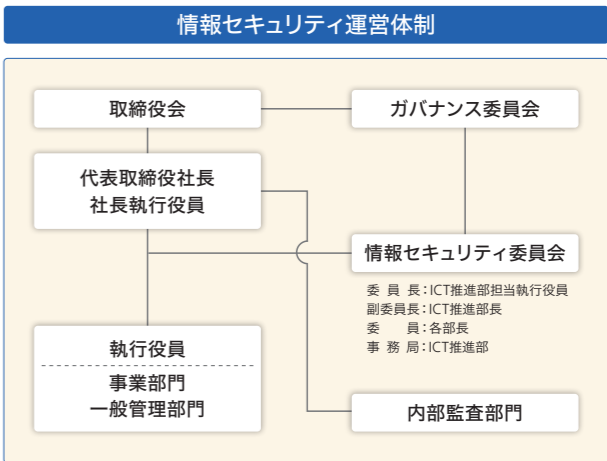 情報セキュリティ運営体制
取締役会
ガバナンス委員会
代表取締役社長
社長執行役員
情報セキュリティ委員会
委員長:ICT推進部担当執行役員
副委員長:ICT推進部長
委員:各部長
事務局:ICT推進部
執行役員
事業部門
一般管理部門
内部監査部門